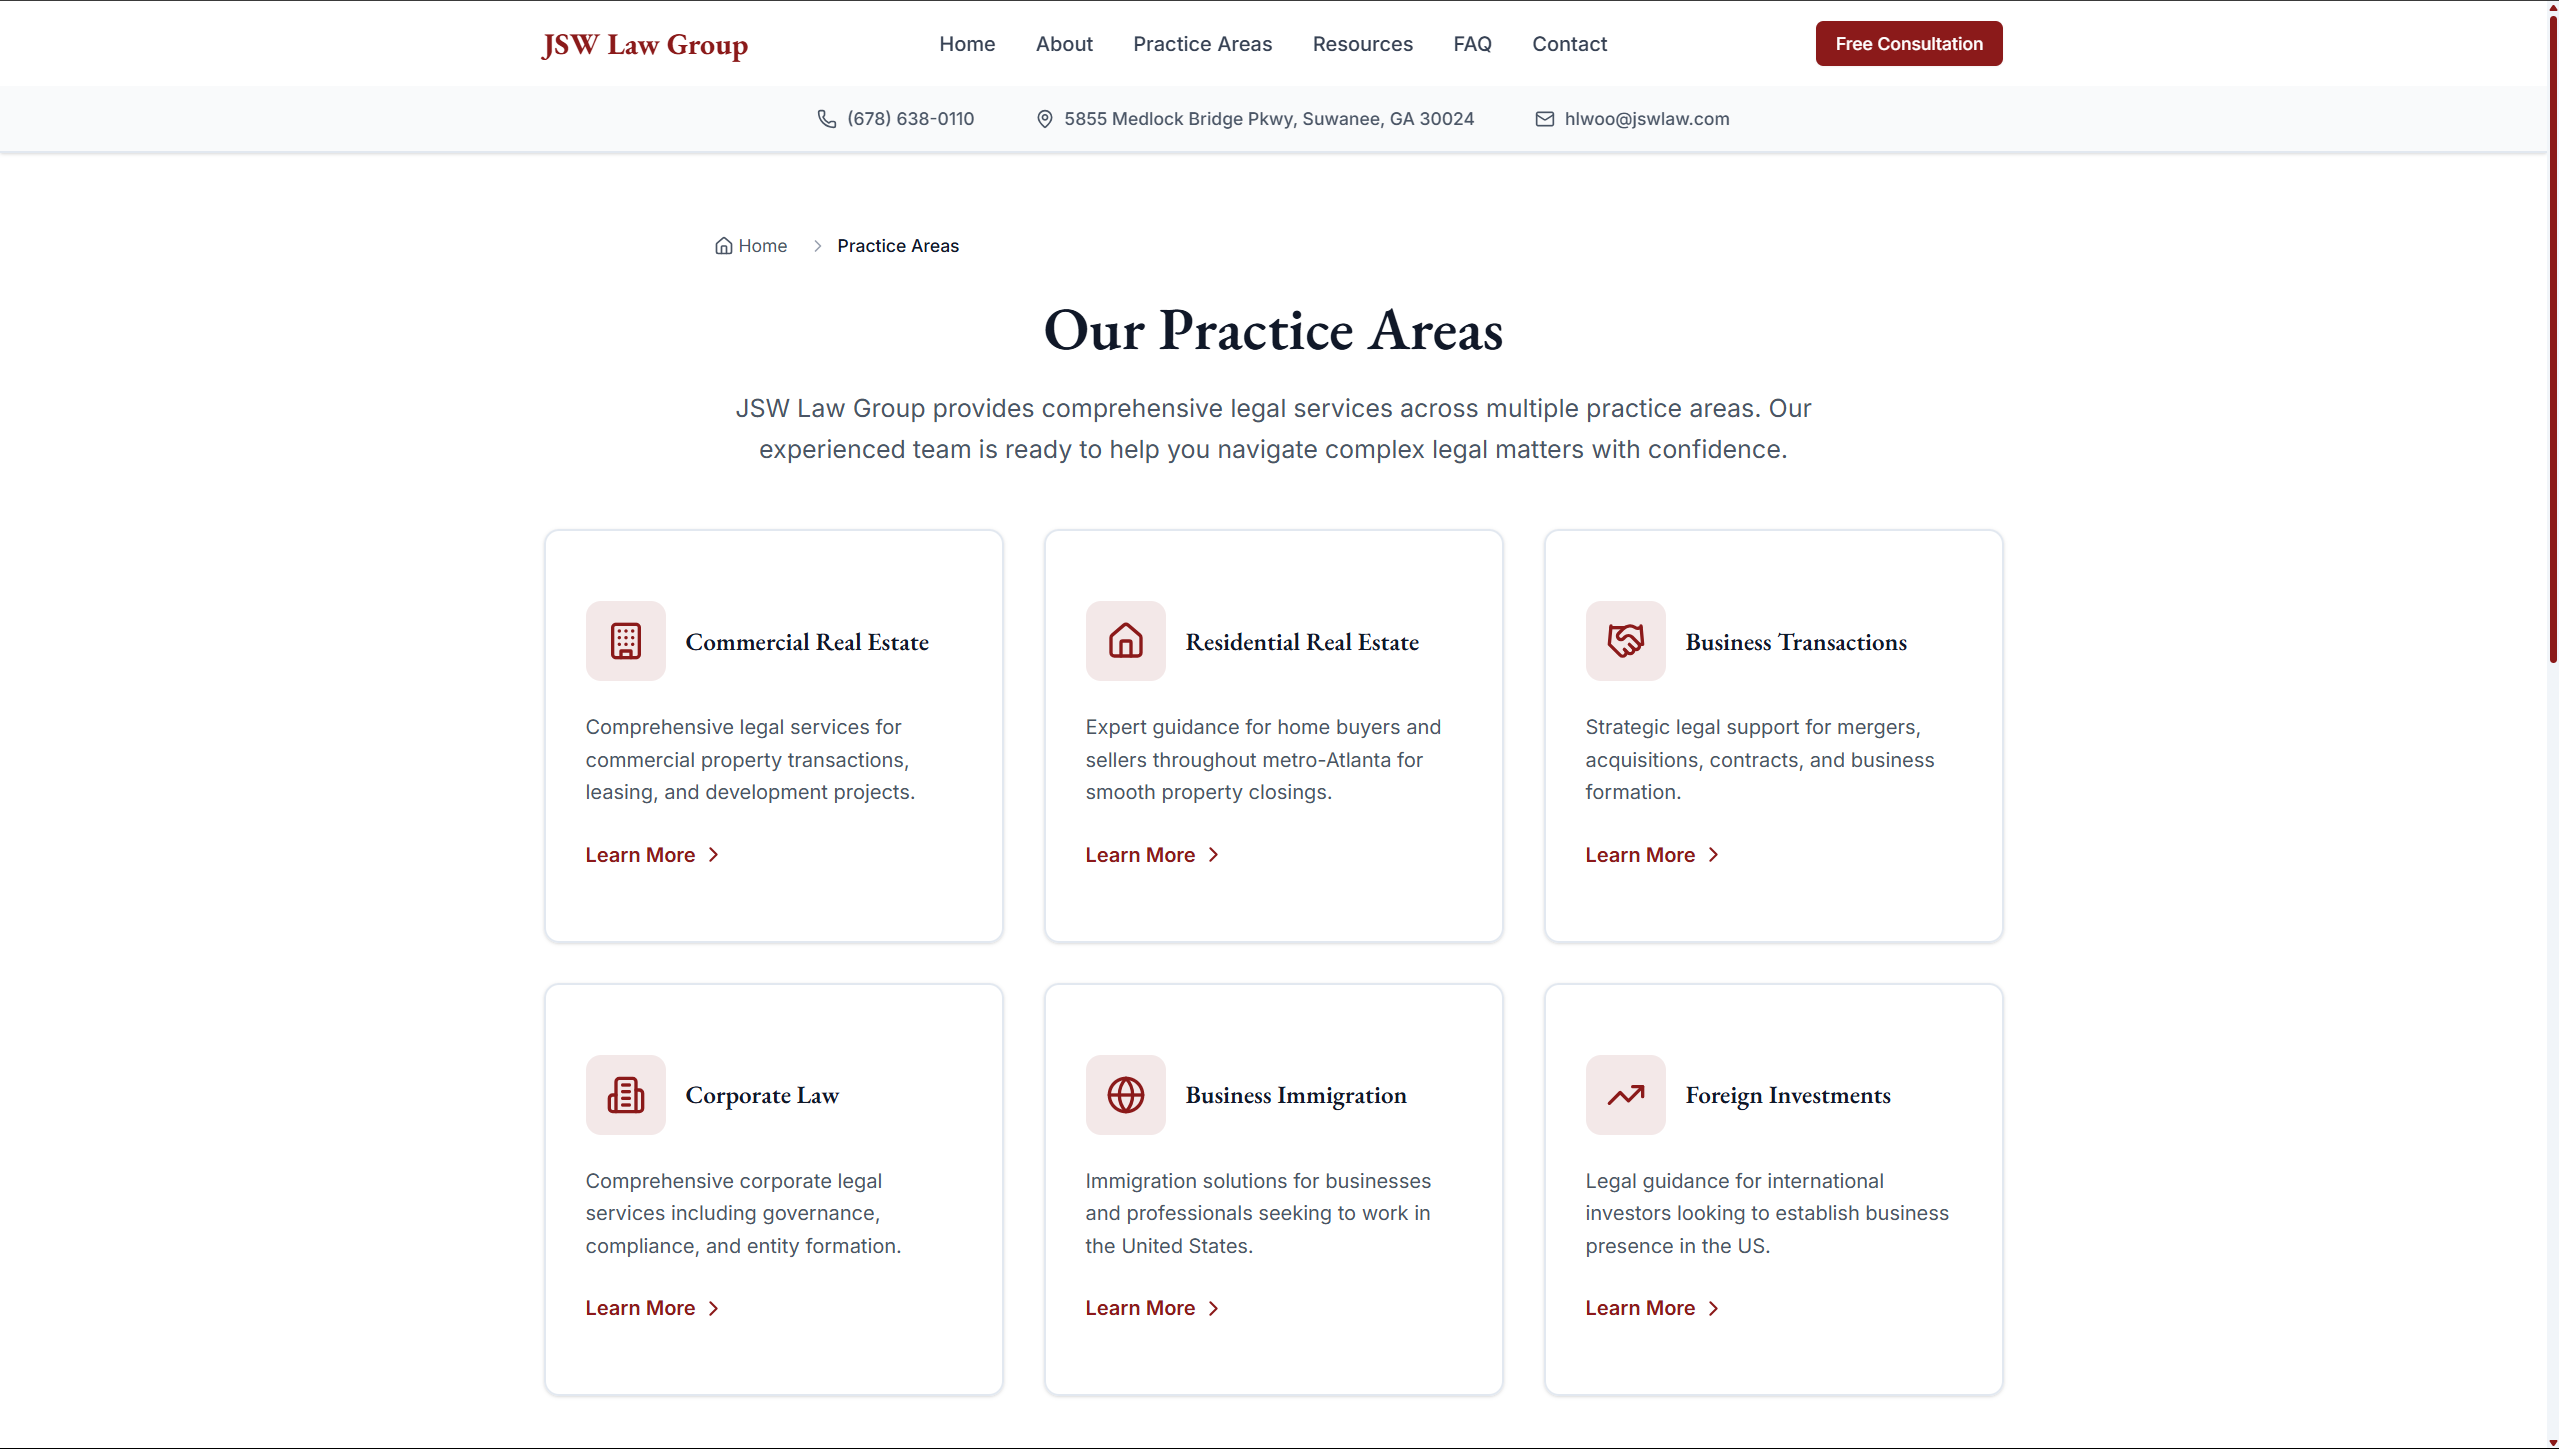 JSW Law Group
Home
About
Practice Areas
Resources
FAQ
Contact
Free Consultation
(678) 638-0110
5855 Medlock Bridge Pkwy, Suwanee, GA 30024
hlwoo@jswlaw.com
Home
Practice Areas
Our Practice Areas
JSW Law Group provides comprehensive legal services across multiple practice areas. Our
experienced team is ready to help you navigate complex legal matters with confidence.
Commercial Real Estate
Comprehensive legal services for
commercial property transactions,
leasing, and development projects.
Learn More
Residential Real Estate
Expert guidance for home buyers and
sellers throughout metro-Atlanta for
smooth property closings.
Learn More
Business Transactions
Strategic legal support for mergers,
acquisitions, contracts, and business
formation.
Learn More
Corporate Law
Comprehensive corporate legal
services including governance,
compliance, and entity formation.
Learn More
Business Immigration
Immigration solutions for businesses
and professionals seeking to work in
the United States.
Learn More
Foreign Investments
Legal guidance for international
investors looking to establish business
presence in the US.
Learn More